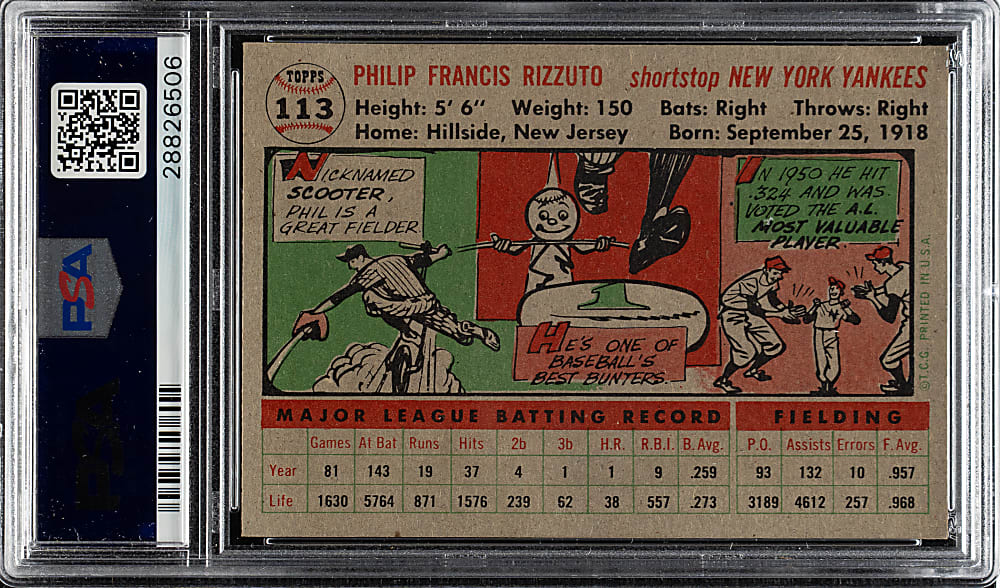 28826506
PSA
PSA
TOPPS
113
PHILIP FRANCIS RIZZUTO shortstop NEW YORK YANKEES
Height: 5' 6" Weight: 150 Bats: Right Throws: Right
Home: Hillside, New Jersey Born: September 25, 1918
NICKNAMED
SCOOTER,
PHIL IS A
GREAT FIELDER.
1
HE'S ONE OF
BASEBALL'S
BEST BUNTERS.
IN 1950 HE HIT
.324 AND WAS
VOTED THE A.L.
MOST VALUABLE
PLAYER.
©T.C.G. PRINTED IN U.S.A.
MAJOR LEAGUE BATTING RECORD FIELDING
Games At Bat Runs Hits 2b 3b H.R. R.B.I. B. Avg. P.O. Assists Errors F. Avg.
Year 81 143 19 37 4 1 1 9 .259 93 132 10 .957
Life 1630 5764 871 1576 239 62 38 557 .273 3189 4612 257 .968